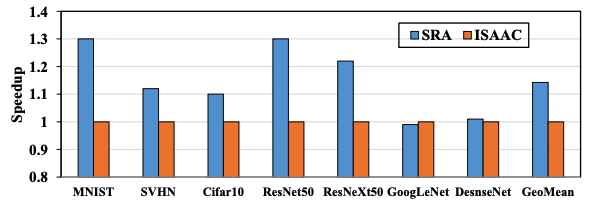 1.4
1.3
1.2
1.1
1
0.9
0.8
Speedup
SRA ISAAC
MNIST SVHN Cifar10 ResNet50 ResNeXt50 GoogLeNet DesnseNet GeoMean